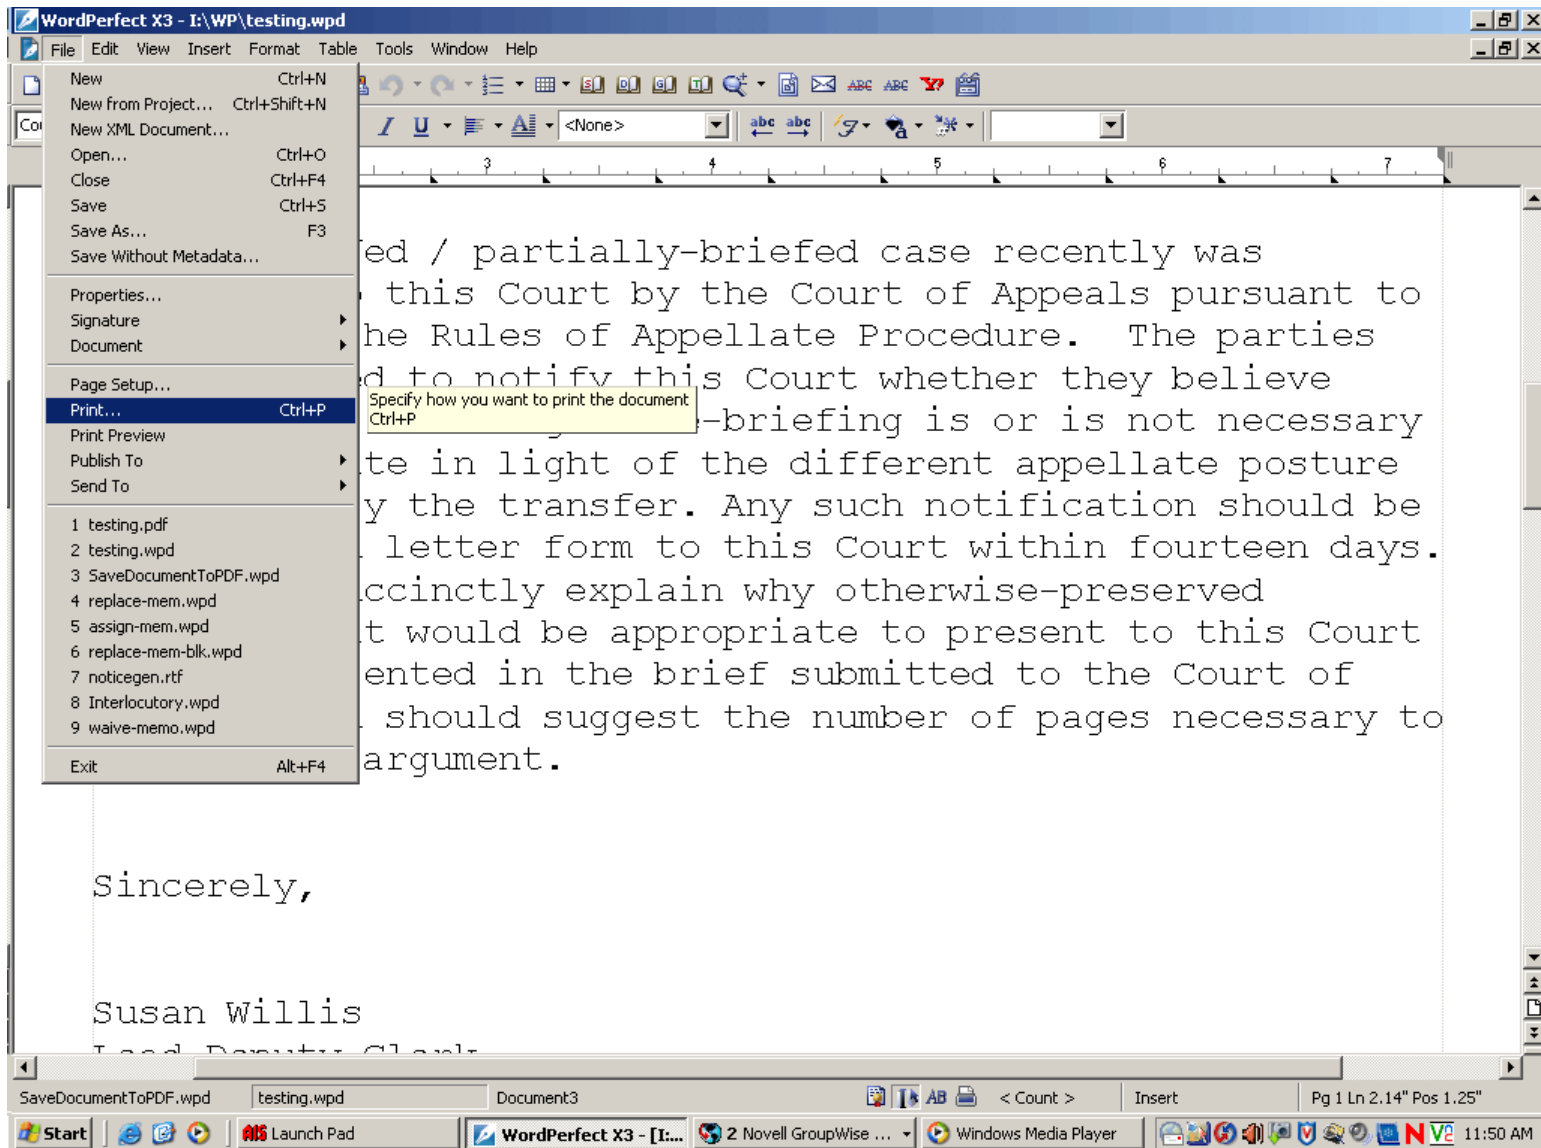 WordPerfect X3 - I:\WP\testing.wpd
File Edit View Insert Format Table Tools Window Help
New Ctrl+N
New from Project... Ctrl+Shift+N
New XML Document...
Open... Ctrl+O
Close Ctrl+F4
Save Ctrl+S
Save As... F3
Save Without Metadata...
Properties...
Signature
Document
Page Setup...
Print... Ctrl+P
Print Preview
Publish To
Send To
1 testing.pdf
2 testing.wpd
3 SaveDocumentToPDF.wpd
4 replace-mem.wpd
5 assign-mem.wpd
6 replace-mem-blk.wpd
7 noticegen.rtf
8 Interlocutory.wpd
9 waive-memo.wpd
Exit Alt+F4
<None>
3 4 5 6 7
Specify how you want to print the document
Ctrl+P
ed / partially-briefed case recently was
this Court by the Court of Appeals pursuant to
he Rules of Appellate Procedure. The parties
d to notify this Court whether they believe
-briefing is or is not necessary
te in light of the different appellate posture
y the transfer. Any such notification should be
letter form to this Court within fourteen days.
ccinctly explain why otherwise-preserved
t would be appropriate to present to this Court
ented in the brief submitted to the Court of
should suggest the number of pages necessary to
argument.
Sincerely,
Susan Willis
Lead Deputy Clerk
SaveDocumentToPDF.wpd testing.wpd Document3 AB < Count > Insert Pg 1 Ln 2.14" Pos 1.25"
Start AIS Launch Pad WordPerfect X3 - [I:... 2 Novell GroupWise ... Windows Media Player 11:50 AM